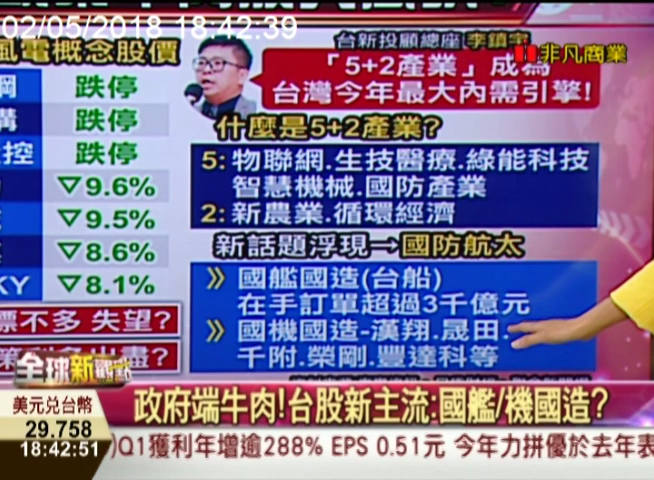 02/05/2018 18:42:39
風電概念股價
台新投顧總座 李鎮宇
非凡商業
「5+2產業」成為
台灣今年最大內需引擎!
什麼是5+2產業?
鋼 跌停
跌停
控 跌停
▽9.6%
▽9.5%
▽8.6%
KY ▽8.1%
5: 物聯網.生技醫療.綠能科技
智慧機械.國防產業
2: 新農業.循環經濟
新話題浮現→國防航太
》 國艦國造(台船)
在手訂單超過3千億元
》 國機國造-漢翔.晟田.
千附.榮剛.豐達科等
標不多 失望?
出盡?
全球新觀點
政府端牛肉!台股新主流:國艦/機國造?
美元兌台幣
29.758
18:42:51
)Q1獲利年增逾288% EPS 0.51元 今年力拼優於去年表